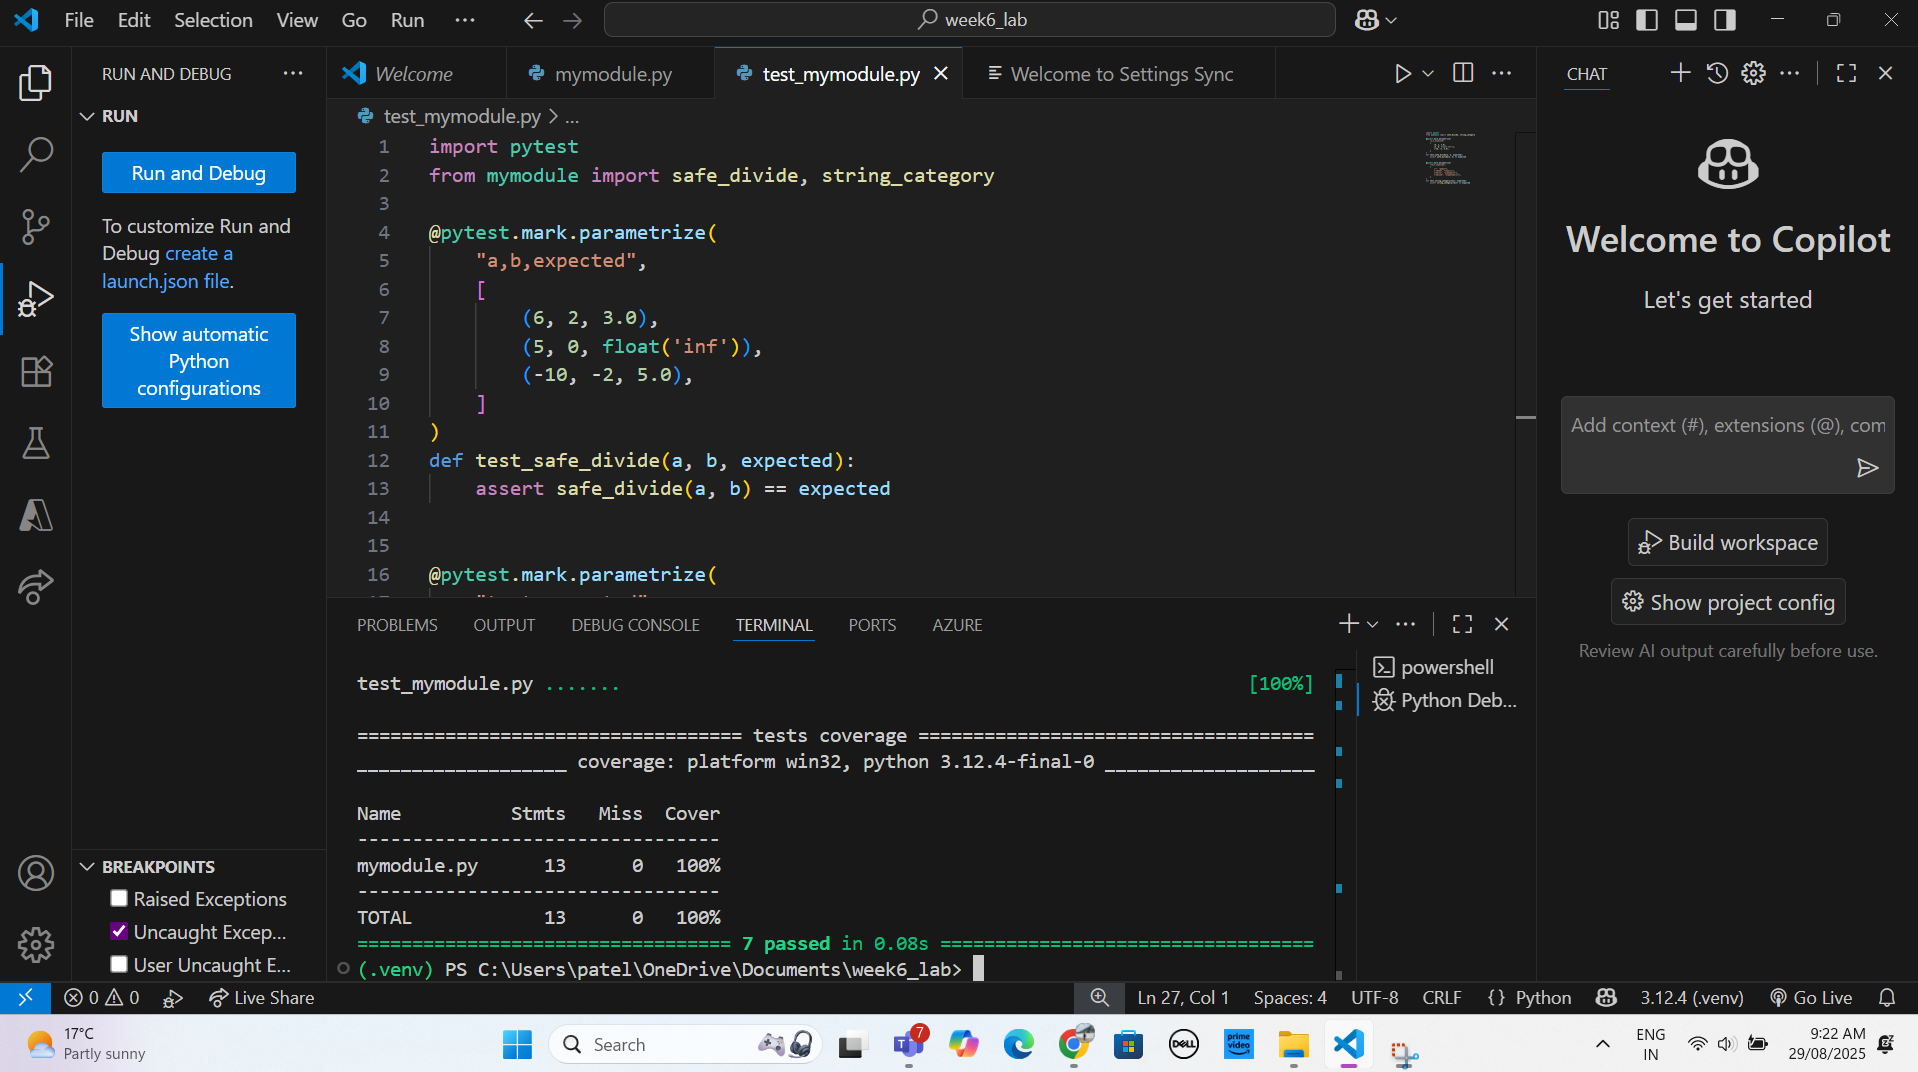 File Edit Selection View Go Run ··· week6_lab
RUN AND DEBUG ···
RUN
Run and Debug
To customize Run and
Debug create a
launch.json file.
Show automatic
Python
configurations
BREAKPOINTS
Raised Exceptions
Uncaught Excep...
User Uncaught E...
Welcome mymodule.py test_mymodule.py Welcome to Settings Sync
test_mymodule.py > ...
1 import pytest
2 from mymodule import safe_divide, string_category
3
4 @pytest.mark.parametrize(
5 "a,b,expected",
6 [
7 (6, 2, 3.0),
8 (5, 0, float('inf')),
9 (-10, -2, 5.0),
10 ]
11 )
12 def test_safe_divide(a, b, expected):
13 assert safe_divide(a, b) == expected
14
15
16 @pytest.mark.parametrize(
PROBLEMS OUTPUT DEBUG CONSOLE TERMINAL PORTS AZURE
test_mymodule.py ....... [100%]
================================== tests coverage ====================================
___________________ coverage: platform win32, python 3.12.4-final-0 ___________________
Name Stmts Miss Cover
---------------------------------
mymodule.py 13 0 100%
---------------------------------
TOTAL 13 0 100%
================================== 7 passed in 0.08s ==================================
(.venv) PS C:\Users\patel\OneDrive\Documents\week6_lab>
powershell
Python Deb...
CHAT
Welcome to Copilot
Let's get started
Add context (#), extensions (@), com
Build workspace
Show project config
Review AI output carefully before use.
0 0 Live Share Ln 27, Col 1 Spaces: 4 UTF-8 CRLF {} Python 3.12.4 (.venv) Go Live
17°C
Partly sunny
Search
7
DELL
prime
video
ENG
IN
9:22 AM
29/08/2025